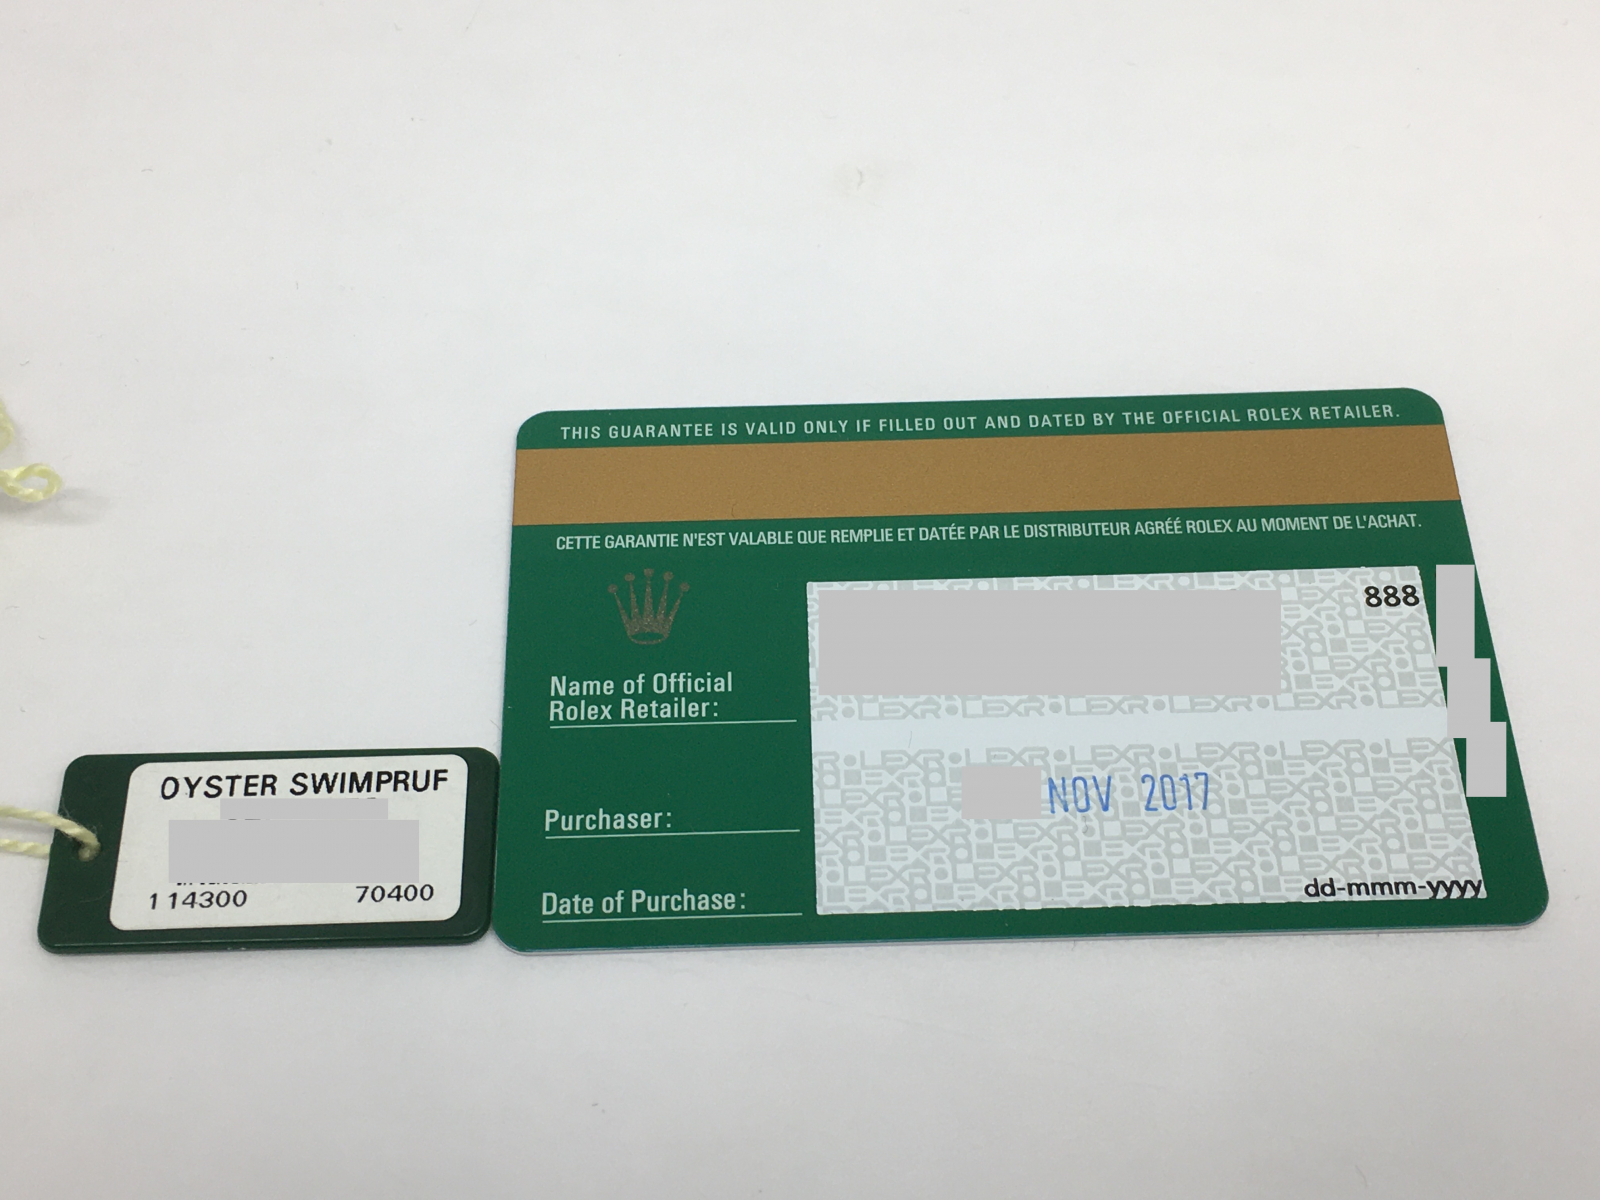 THIS GUARANTEE IS VALID ONLY IF FILLED OUT AND DATED BY THE OFFICIAL ROLEX RETAILER.
CETTE GARANTIE N'EST VALABLE QUE REMPLIE ET DATÉE PAR LE DISTRIBUTEUR AGRÉÉ ROLEX AU MOMENT DE L'ACHAT.
888
Name of Official
Rolex Retailer:
Purchaser:
NOV 2017
Date of Purchase:
dd-mmm-yyyy
OYSTER SWIMPRUF
114300 70400